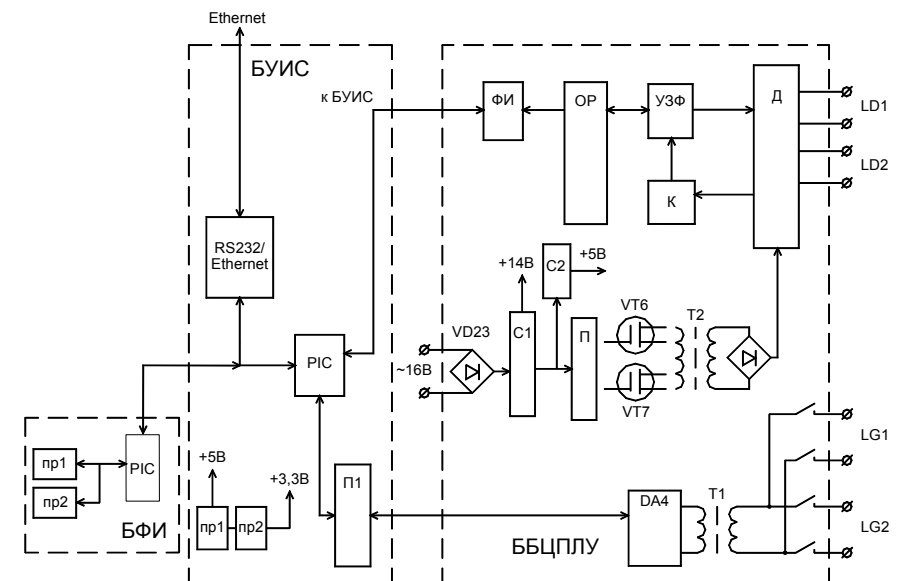 Ethernet
БУИС
к БУИС
ФИ
ОР
УЗФ
Д
LD1
LD2
К
RS232/
Ethernet
+14В
С2
+5В
VD23
С1
П
VT6
VT7
T2
~16В
PIC
LG1
LG2
пр1
пр2
PIC
БФИ
+5В
+3,3В
пр1
пр2
П1
DA4
T1
ББЦПЛУ